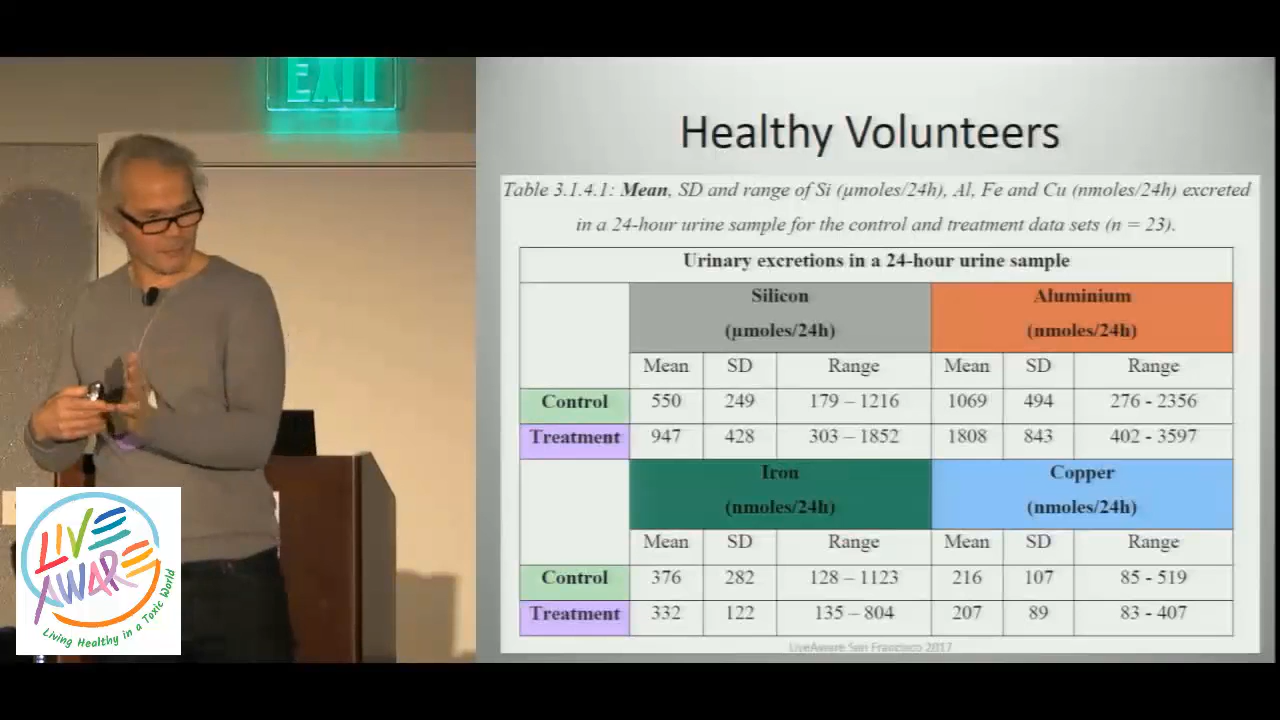 EXIT
Healthy Volunteers
Table 3.1.4.1: Mean, SD and range of Si (µmoles/24h), Al, Fe and Cu (nmoles/24h) excreted
in a 24-hour urine sample for the control and treatment data sets (n = 23).
Urinary excretions in a 24-hour urine sample
Silicon Aluminium
(µmoles/24h) (nmoles/24h)
Mean SD Range Mean SD Range
Control 550 249 179 – 1216 1069 494 276 - 2356
Treatment 947 428 303 – 1852 1808 843 402 - 3597
Iron Copper
(nmoles/24h) (nmoles/24h)
Mean SD Range Mean SD Range
Control 376 282 128 – 1123 216 107 85 - 519
Treatment 332 122 135 – 804 207 89 83 - 407
LiveAware San Francisco 2017
LIVE
AWARE
Living Healthy in a Toxic World